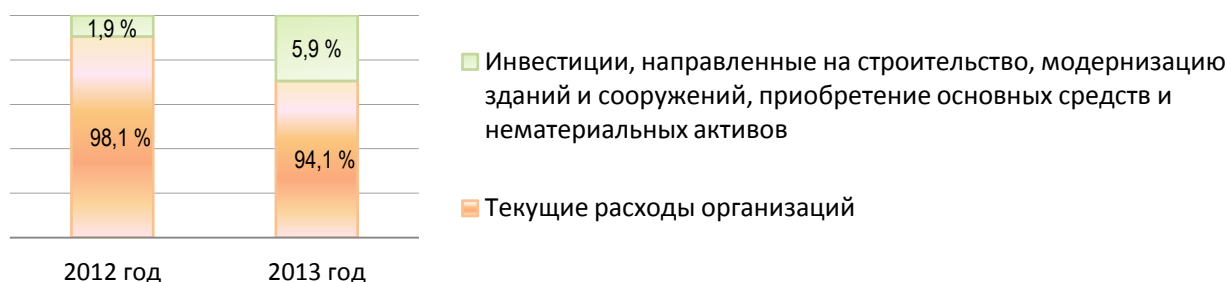 1,9 %
5,9 %
98,1 %
94,1 %
2012 год
2013 год
Инвестиции, направленные на строительство, модернизацию
зданий и сооружений, приобретение основных средств и
нематериальных активов
Текущие расходы организаций